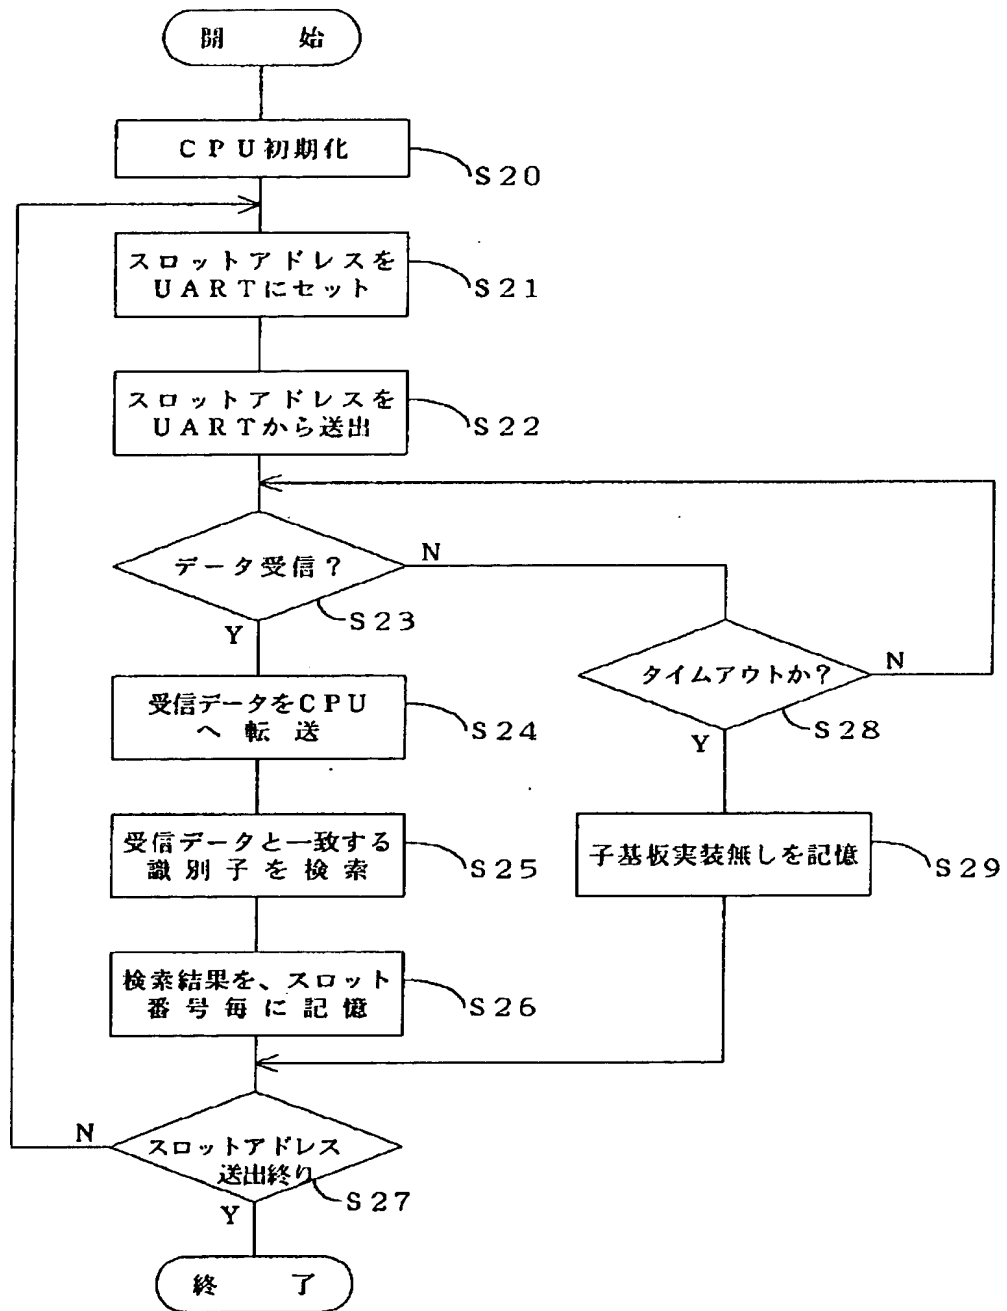 開 始
CPU初期化
S20
スロットアドレスを
UARTにセット
S21
スロットアドレスを
UARTから送出
S22
データ受信？
N
S23
Y
タイムアウトか？
N
S28
Y
受信データをCPU
へ転送
S24
受信データと一致する
識別子を検索
S25
子基板実装無しを記憶
S29
検索結果を、スロット
番号毎に記憶
S26
N
スロットアドレス
送出終り
S27
Y
終 了